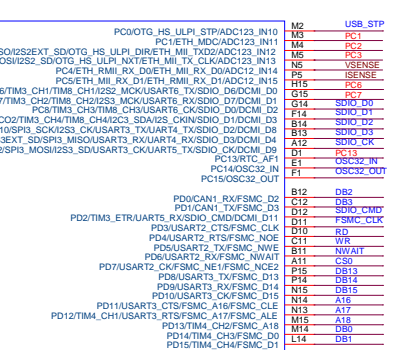 PC0/OTG_HS_ULPI_STP/ADC123_IN10 M2 USB_STP
PC1/ETH_MDC/ADC123_IN11 M3 PC1
SO/I2S2EXT_SD/OTG_HS_ULPI_DIR/ETH_MII_TXD2/ADC123_IN12 M4 PC2
OSI/I2S2_SD/OTG_HS_ULPI_NXT/ETH_MII_TX_CLK/ADC123_IN13 M5 PC3
PC4/ETH_RMII_RX_D0/ETH_MII_RX_D0/ADC12_IN14 N5 VSENSE
PC5/ETH_MII_RX_D1/ETH_RMII_RX_D1/ADC12_IN15 P5 ISENSE
6/TIM3_CH1/TIM8_CH1/I2S2_MCK/USART6_TX/SDIO_D6/DCMI_D0 H15 PC6
7/TIM3_CH2/TIM8_CH2/I2S3_MCK/USART6_RX/SDIO_D7/DCMI_D1 G15 PC7
PC8/TIM3_CH3/TIM8_CH3/USART6_CK/SDIO_D0/DCMI_D2 G14 SDIO_D0
CO2/TIM3_CH4/TIM8_CH4/I2C3_SDA/I2S_CKIN/SDIO_D1/DCMI_D3 F14 SDIO_D1
10/SPI3_SCK/I2S3_CK/USART3_TX/UART4_TX/SDIO_D2/DCMI_D8 B14 SDIO_D2
3EXT_SD/SPI3_MISO/USART3_RX/UART4_RX/SDIO_D3/DCMI_D4 B13 SDIO_D3
2/SPI3_MOSI/I2S3_SD/USART3_CK/UART5_TX/SDIO_CK/DCMI_D9 A12 SDIO_CK
PC13/RTC_AF1 D1 PC13
PC14/OSC32_IN E1 OSC32_IN
PC15/OSC32_OUT F1 OSC32_OUT
PD0/CAN1_RX/FSMC_D2 B12 DB2
PD1/CAN1_TX/FSMC_D3 C12 DB3
PD2/TIM3_ETR/UART5_RX/SDIO_CMD/DCMI_D11 D12 SDIO_CMD
PD3/USART2_CTS/FSMC_CLK D11 FSMC_CLK
PD4/USART2_RTS/FSMC_NOE D10 RD
PD5/USART2_TX/FSMC_NWE C11 WR
PD6/USART2_RX/FSMC_NWAIT B11 NWAIT
PD7/USART2_CK/FSMC_NE1/FSMC_NCE2 A11 CS0
PD8/USART3_TX/FSMC_D13 P15 DB13
PD9/USART3_RX/FSMC_D14 P14 DB14
PD10/USART3_CK/FSMC_D15 N15 DB15
PD11/USART3_CTS/FSMC_A16/FSMC_CLE N14 A16
PD12/TIM4_CH1/USART3_RTS/FSMC_A17/FSMC_ALE N13 A17
PD13/TIM4_CH2/FSMC_A18 M15 A18
PD14/TIM4_CH3/FSMC_D0 M14 DB0
PD15/TIM4_CH4/FSMC_D1 L14 DB1